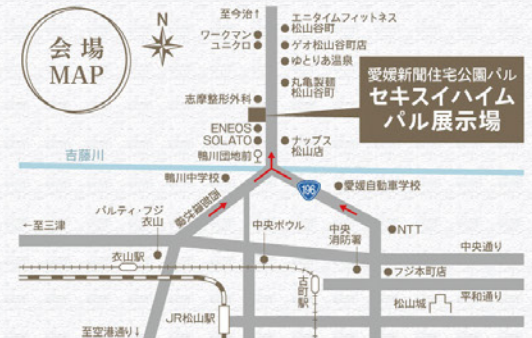 会場
MAP
至今治↑
エニタイムフィットネス
松山谷町
ワークマン
ユニクロ
ゲオ松山谷町店
ゆとりあ温泉
丸亀製麺
松山谷町
志摩整形外科
愛媛新聞住宅公園パル
セキスイハイム
パル展示場
ENEOS
SOLATO
鴨川団地前
ナップス
松山店
吉藤川
鴨川中学校
196
愛媛自動車学校
パルティ・フジ
衣山
←至三津
中央ボウル
中央
消防署
NTT
中央通り
衣山駅
フジ本町店
古町駅
松山城
平和通り
JR松山駅
至空港通り↓